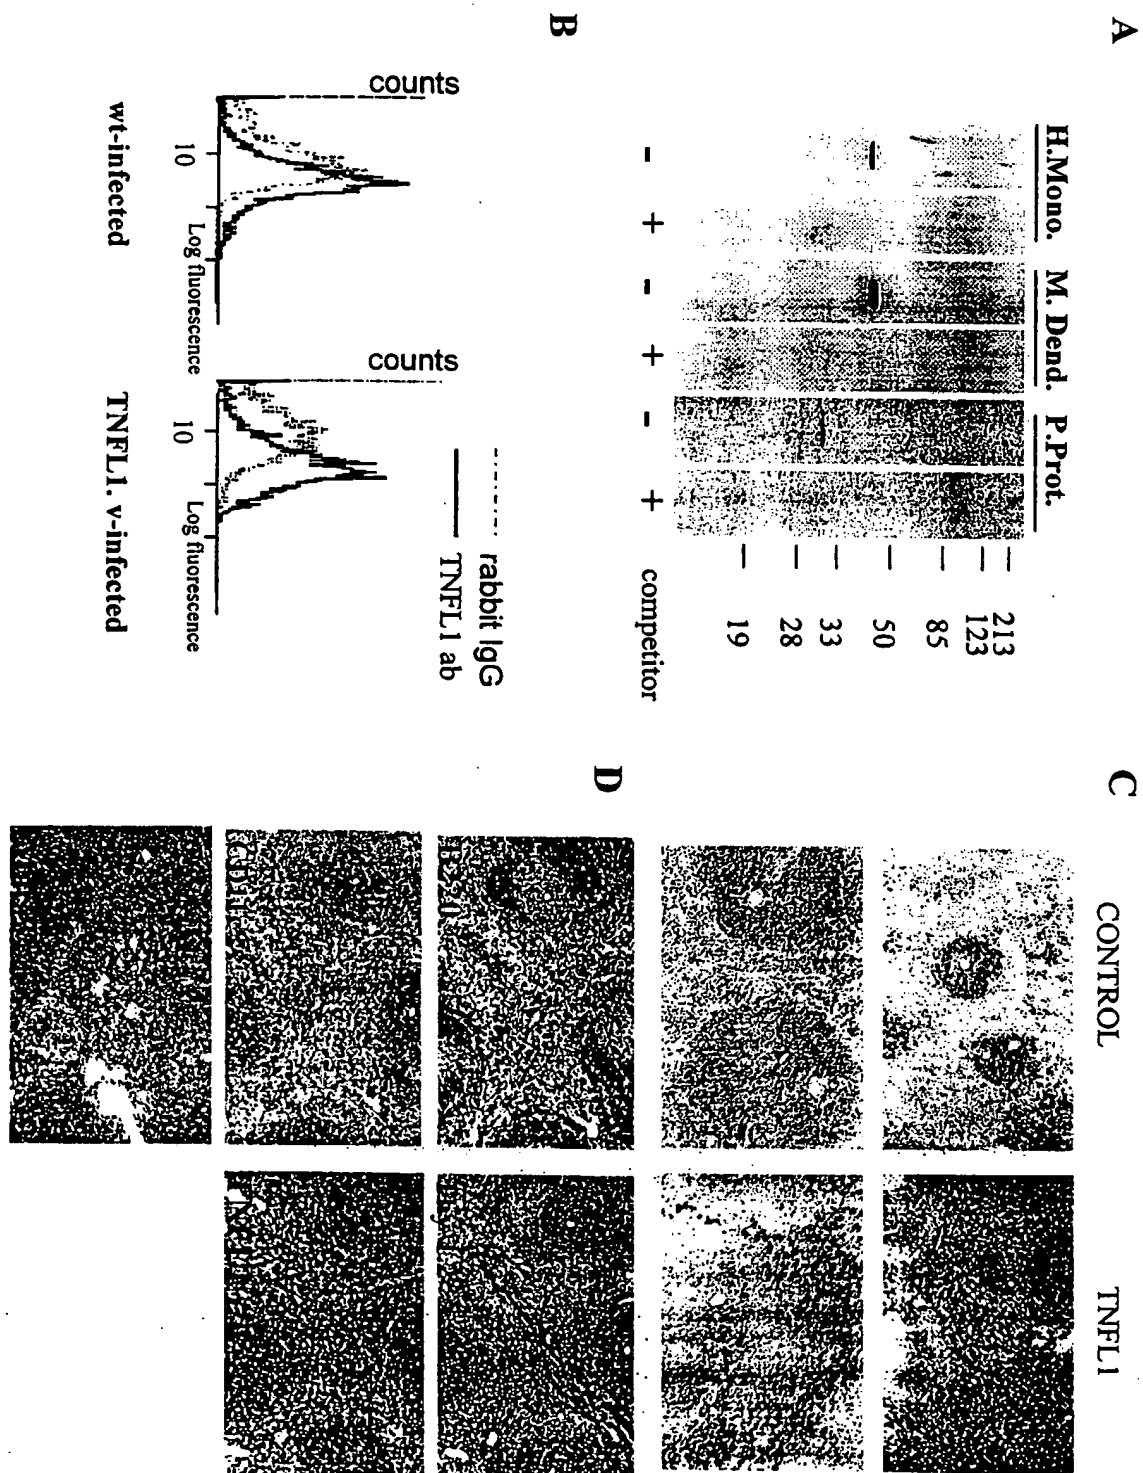 A
H.Mono. M. Dend. P.Prot.
213
123
85
50
33
28
19
- + - + - + competitor
B
rabbit IgG
TNFL1 ab
counts
10
Log fluorescence
wt-infected
counts
10
Log fluorescence
TNFL1. v-infected
C
CONTROL
TNFL1
D
B220